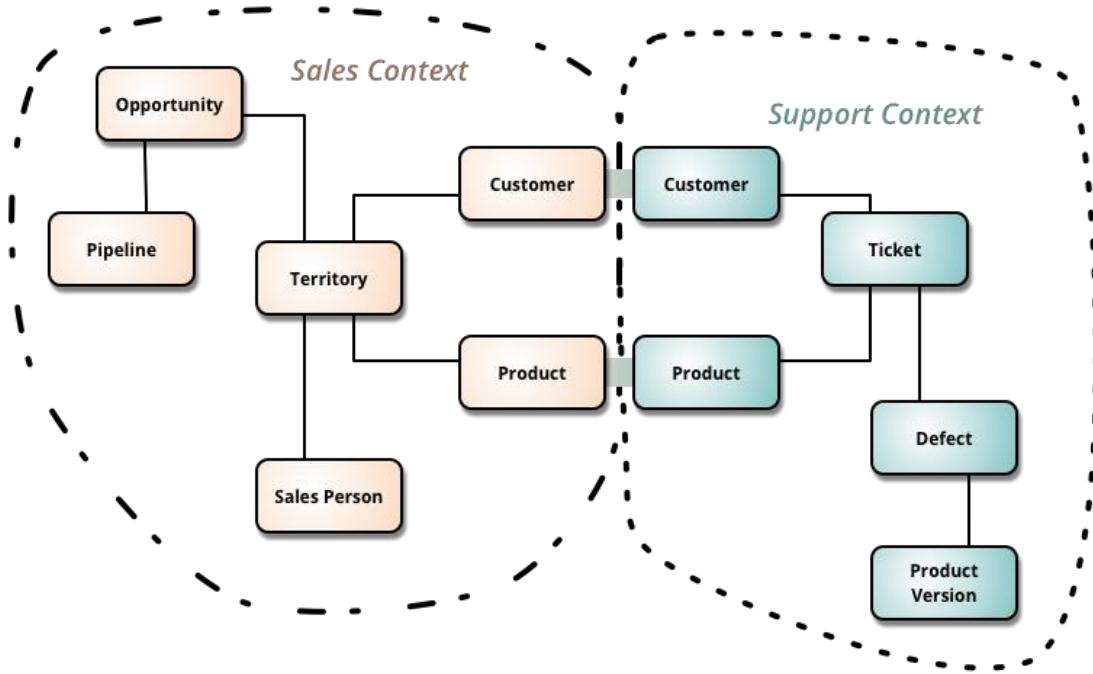 Sales Context
Support Context
Opportunity
Pipeline
Territory
Customer
Product
Sales Person
Customer
Ticket
Product
Defect
Product
Version